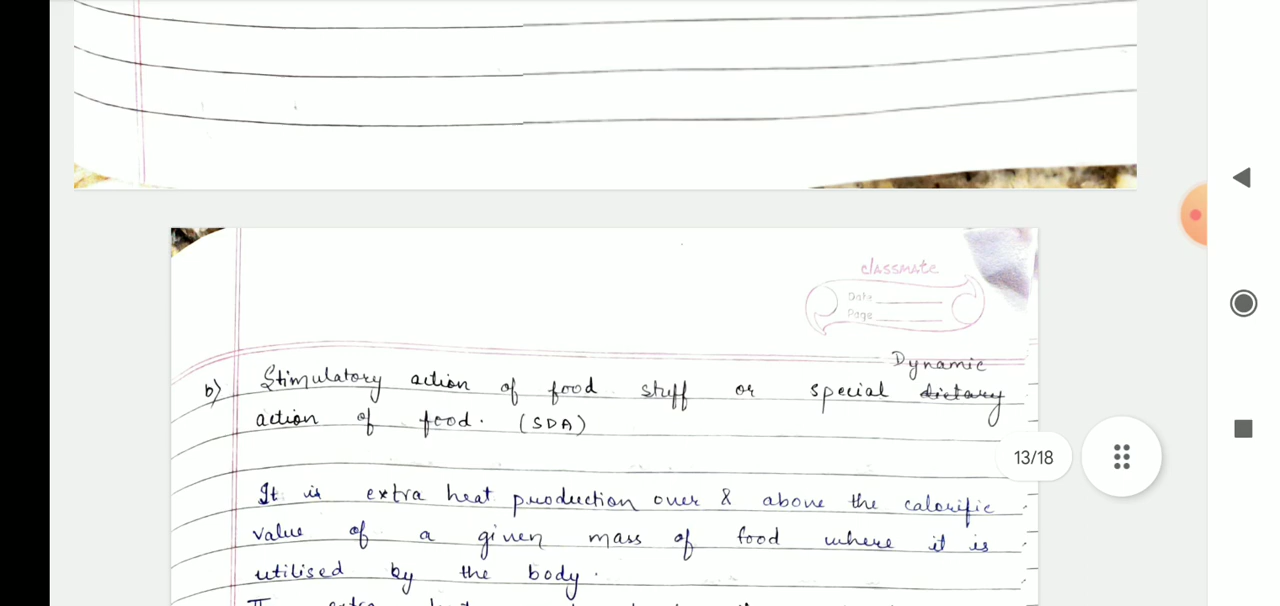 classmate
Date
Page
Dynamic
b) Stimulatory action of food stuff or special dietary
action of food. (SDA)
13/18
It is extra heat production over & above the calorific
value of a given mass of food where it is
utilised by the body.